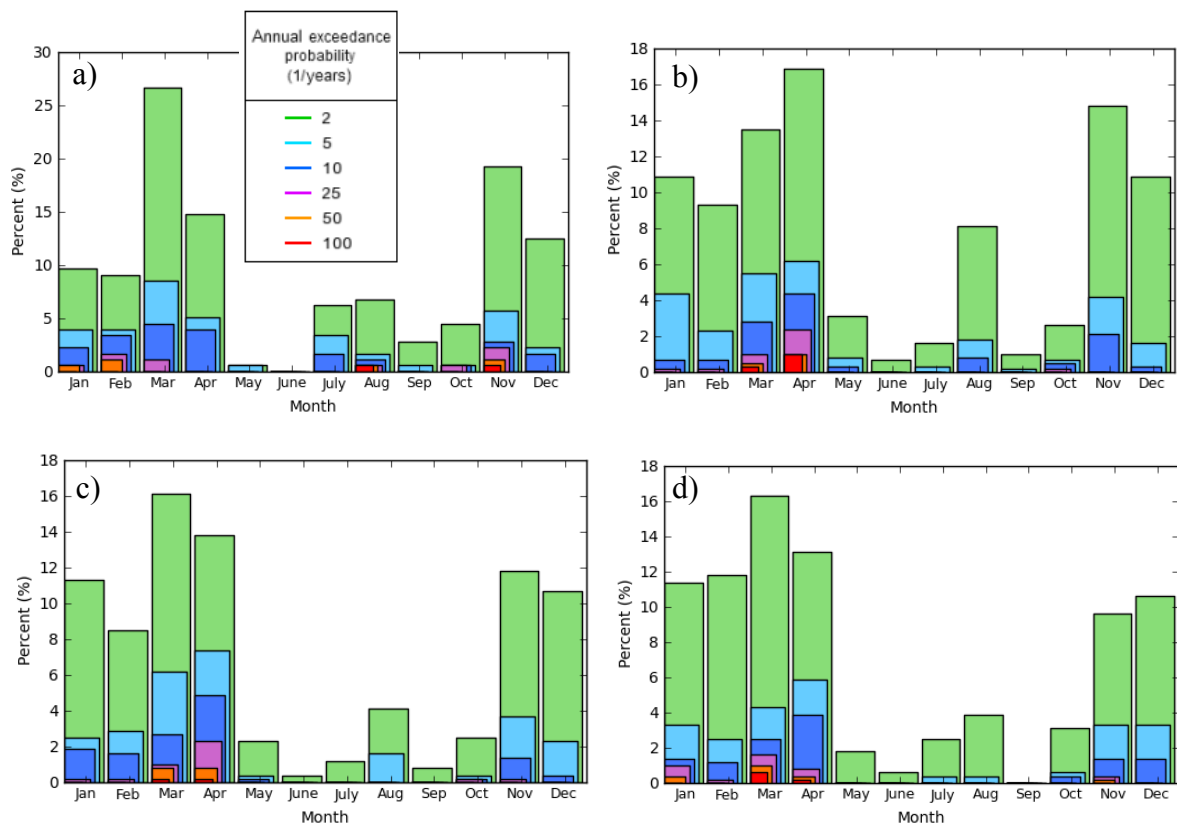 a)
Annual exceedance
probability
(1/years)
2
5
10
25
50
100
30
25
20
15
10
5
0
Percent (%)
Jan Feb Mar Apr May June July Aug Sep Oct Nov Dec
Month
b)
18
16
14
12
10
8
6
4
2
0
Percent (%)
Jan Feb Mar Apr May June July Aug Sep Oct Nov Dec
Month
c)
18
16
14
12
10
8
6
4
2
0
Percent (%)
Jan Feb Mar Apr May June July Aug Sep Oct Nov Dec
Month
d)
18
16
14
12
10
8
6
4
2
0
Percent (%)
Jan Feb Mar Apr May June July Aug Sep Oct Nov Dec
Month